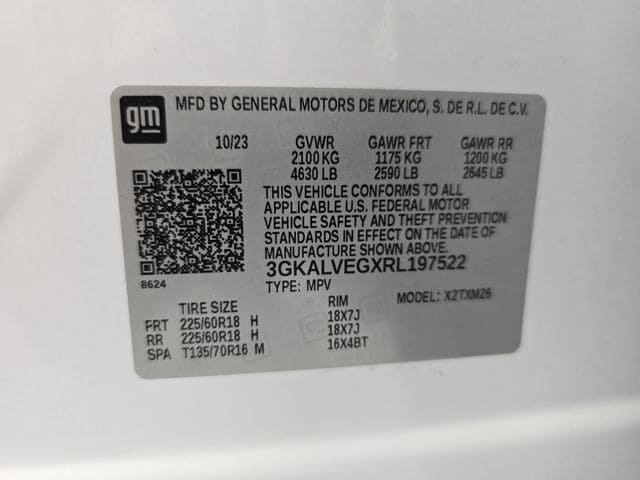 gm
MFD BY GENERAL MOTORS DE MEXICO, S. DE R.L. DE C.V.
10/23 GVWR GAWR FRT GAWR RR
2100 KG 1175 KG 1200 KG
4630 LB 2590 LB 2645 LB
THIS VEHICLE CONFORMS TO ALL
APPLICABLE U.S. FEDERAL MOTOR
VEHICLE SAFETY AND THEFT PREVENTION
STANDARDS IN EFFECT ON THE DATE OF
MANUFACTURE SHOWN ABOVE.
3GKALVEGXRL197522
8624
TYPE: MPV MODEL: X2TXM26
TIRE SIZE RIM
FRT 225/60R18 H 18X7J
RR 225/60R18 H 18X7J
SPA T135/70R16 M 16X4BT